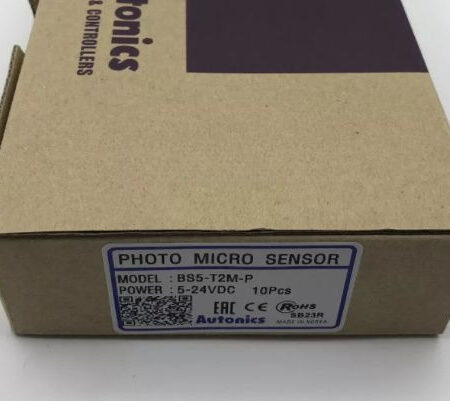 Autonics
& CONTROLLERS
PHOTO MICRO SENSOR
MODEL : BS5-T2M-P
POWER : 5-24VDC 10Pcs
EAC CE RoHS
Autonics SB23R
MADE IN KOREA